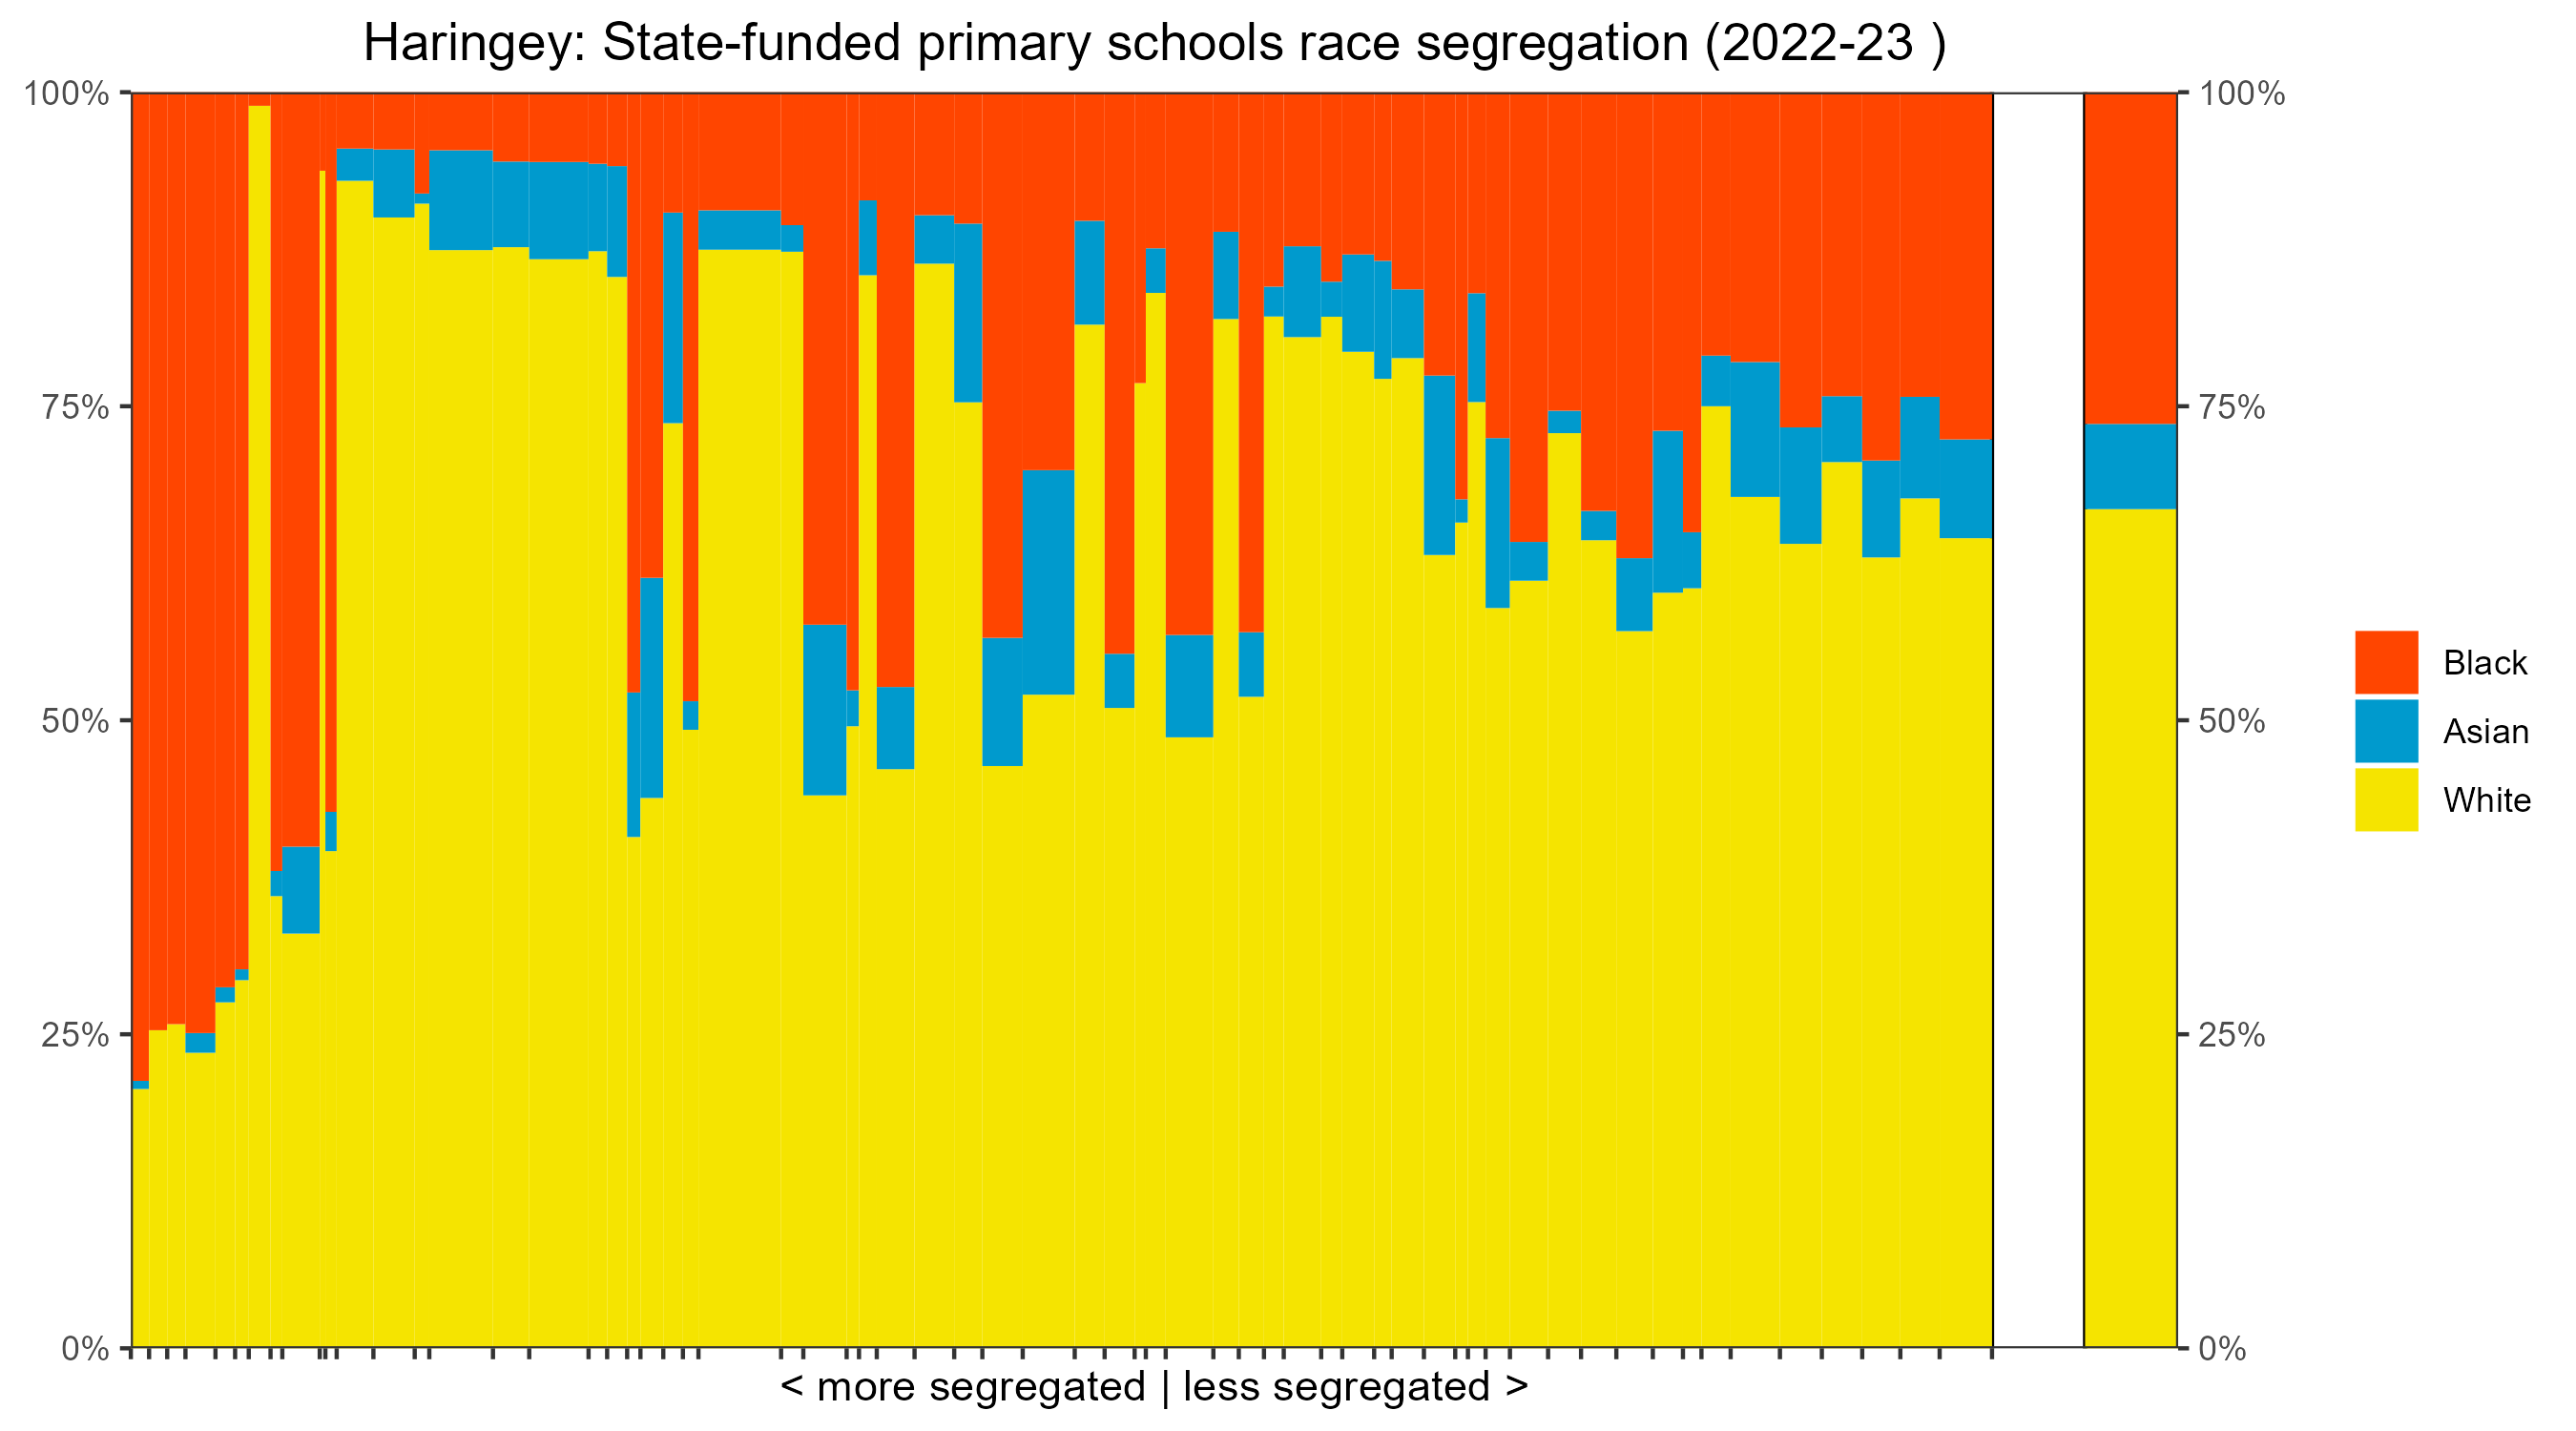 Haringey: State-funded primary schools race segregation (2022-23 )
100%
75%
50%
25%
0%
100%
75%
50%
25%
0%
Black
Asian
White
< more segregated | less segregated >